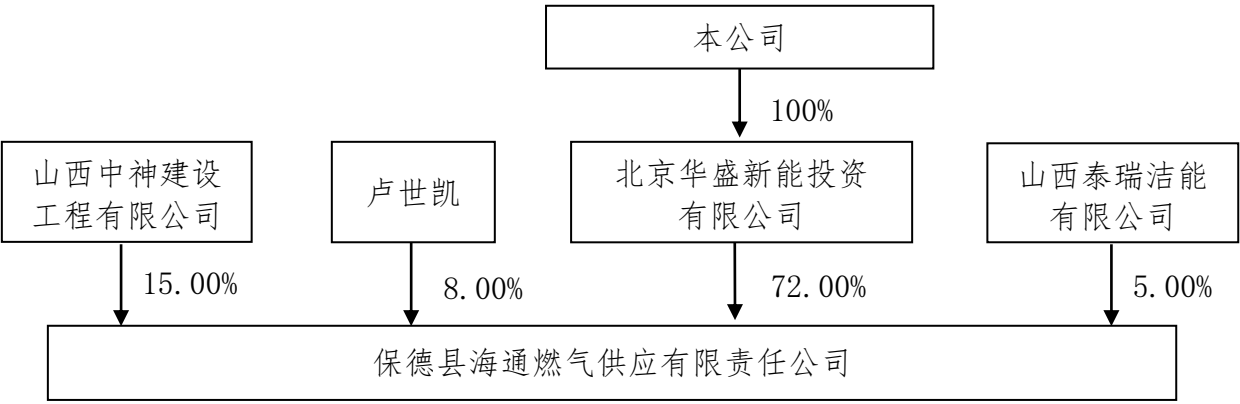 本公司
100%
山西中神建设
工程有限公司
卢世凯
北京华盛新能投资
有限公司
山西泰瑞洁能
有限公司
15.00%
8.00%
72.00%
5.00%
保德县海通燃气供应有限责任公司